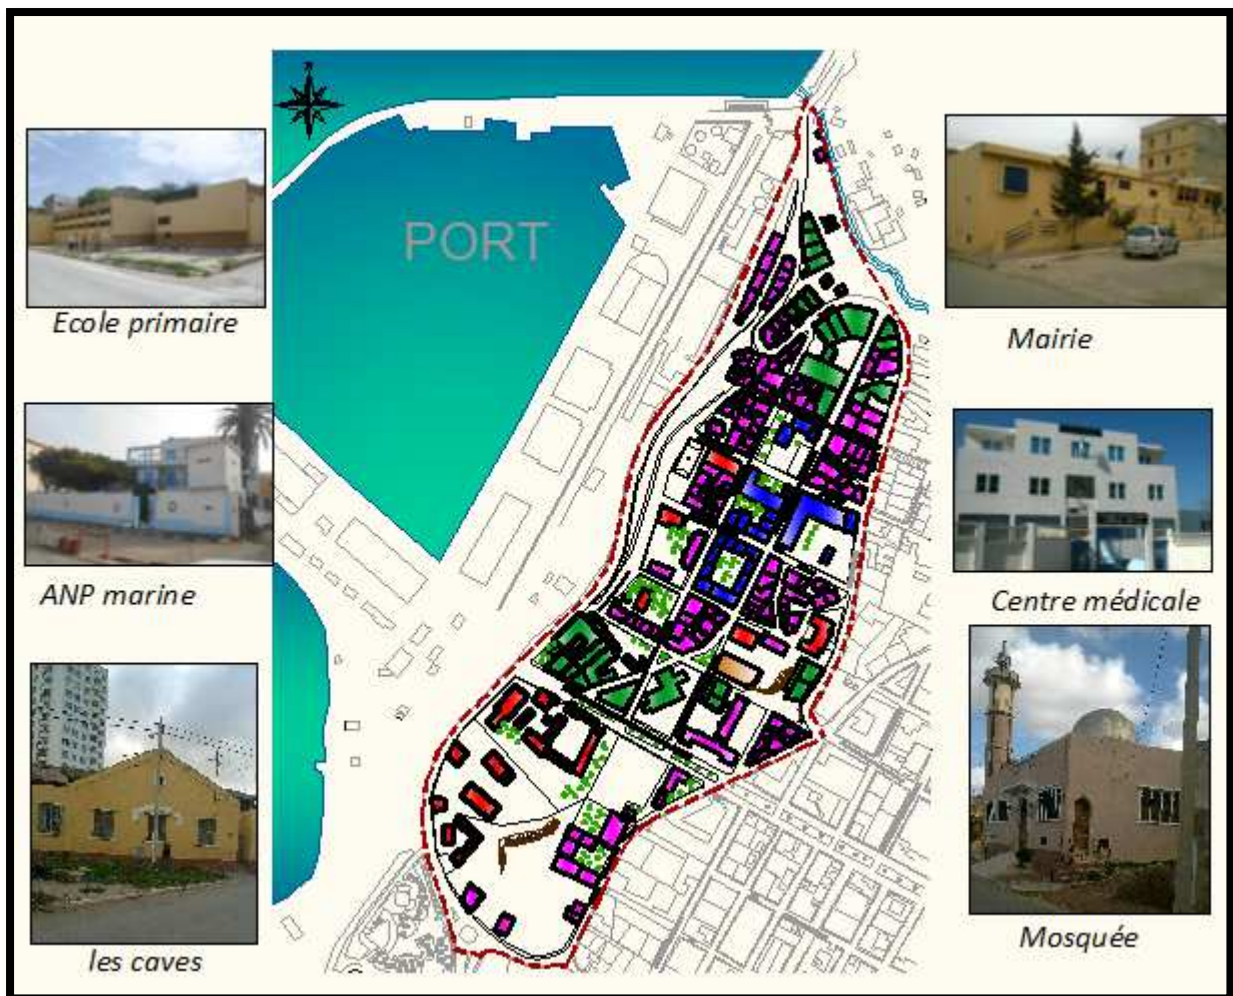 PORT
Ecole primaire
Mairie
ANP marine
Centre médicale
les caves
Mosquée